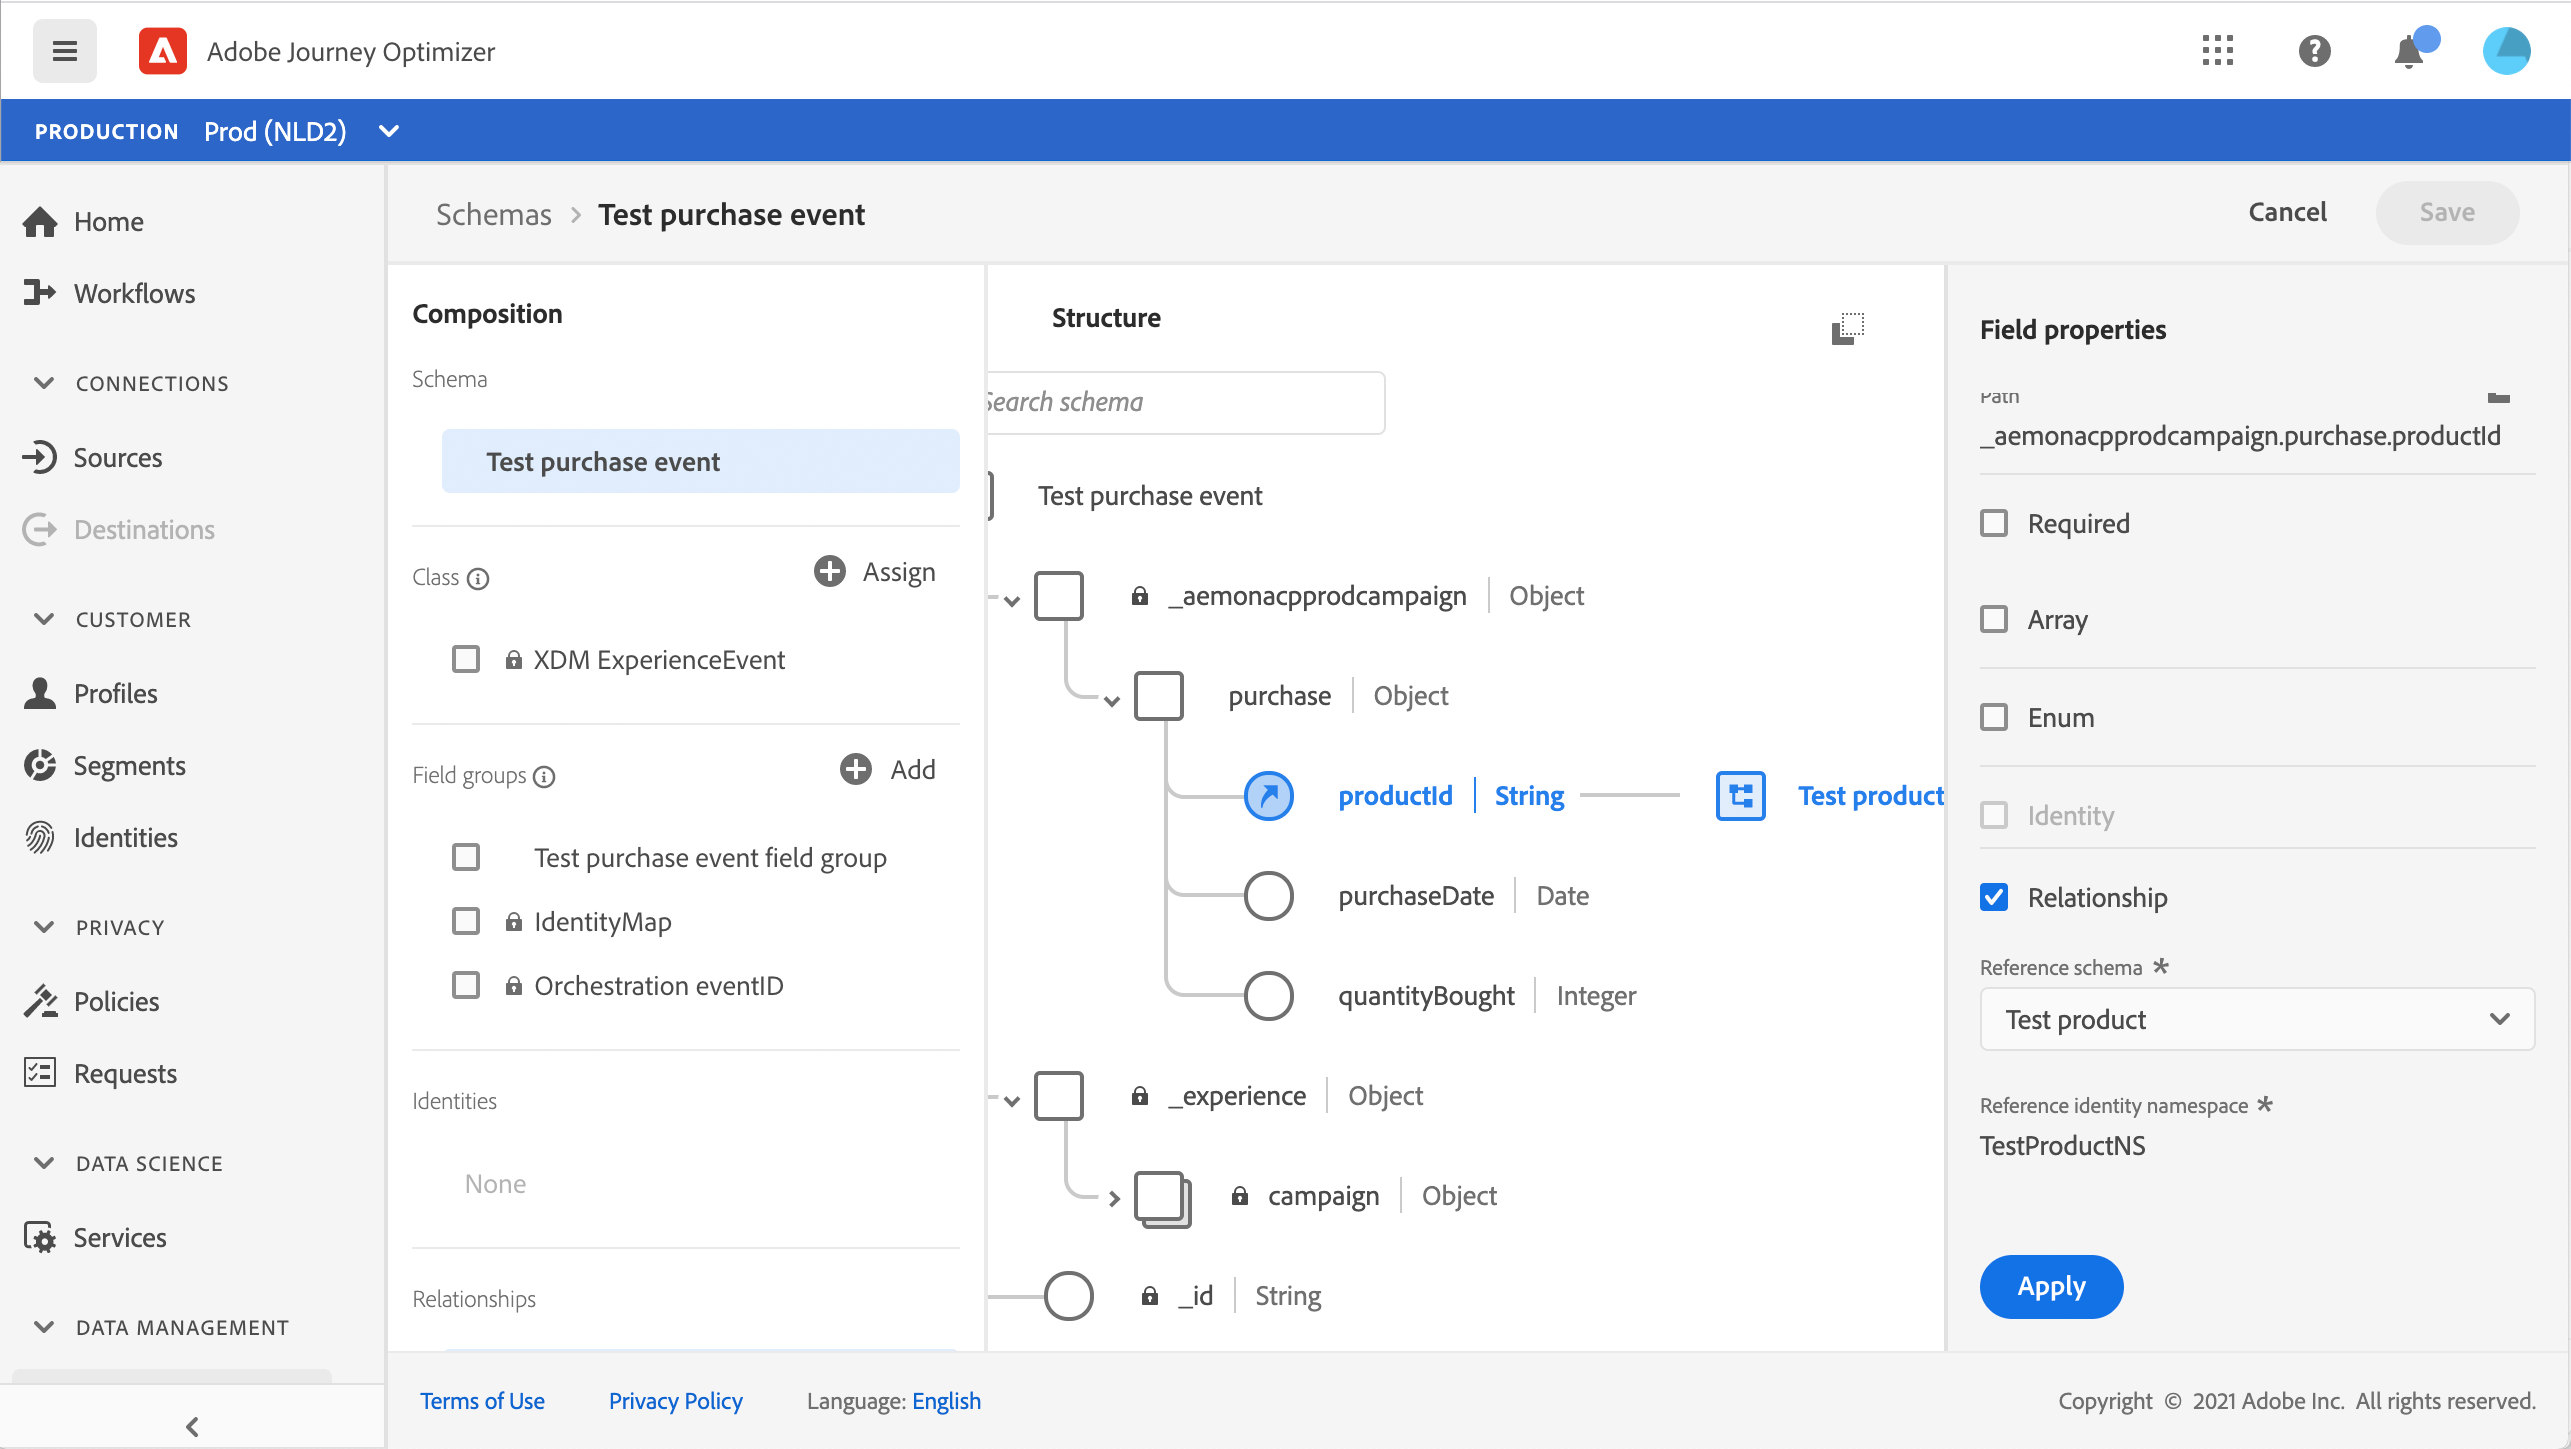 Adobe Journey Optimizer
PRODUCTION Prod (NLD2)
Home
Workflows
CONNECTIONS
Sources
Destinations
CUSTOMER
Profiles
Segments
Identities
PRIVACY
Policies
Requests
DATA SCIENCE
Services
DATA MANAGEMENT
Schemas > Test purchase event
Cancel
Save
Composition
Schema
Test purchase event
Class
Assign
XDM ExperienceEvent
Field groups
Add
Test purchase event field group
IdentityMap
Orchestration eventID
Identities
None
Relationships
Structure
Search schema
Test purchase event
_aemonacpprodcampaign | Object
purchase | Object
productId | String
Test product
purchaseDate | Date
quantityBought | Integer
_experience | Object
campaign | Object
_id | String
Field properties
Path
_aemonacpprodcampaign.purchase.productId
Required
Array
Enum
Identity
Relationship
Reference schema *
Test product
Reference identity namespace *
TestProductNS
Apply
Terms of Use
Privacy Policy
Language: English
Copyright © 2021 Adobe Inc. All rights reserved.